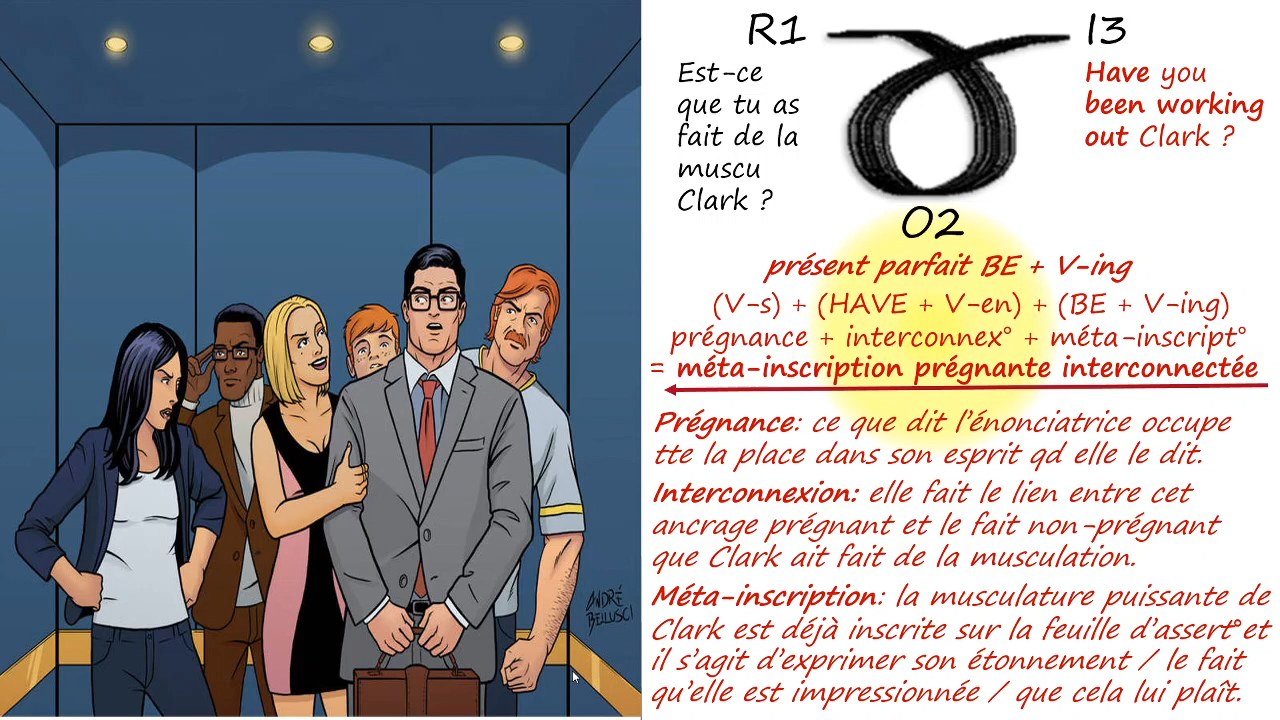 ANDRÉ
BELLUSCI
R1
Est-ce
que tu as
fait de la
muscu
Clark ?
I3
Have you
been working
out Clark ?
O2
présent parfait BE + V-ing
(V-s) + (HAVE + V-en) + (BE + V-ing)
prégnance + interconnex° + méta-inscript°
= méta-inscription prégnante interconnectée
Prégnance: ce que dit l'énonciatrice occupe
tte la place dans son esprit qd elle le dit.
Interconnexion: elle fait le lien entre cet
ancrage prégnant et le fait non-prégnant
que Clark ait fait de la musculation.
Méta-inscription: la musculature puissante de
Clark est déjà inscrite sur la feuille d'assert° et
il s'agit d'exprimer son étonnement / le fait
qu'elle est impressionnée / que cela lui plaît.